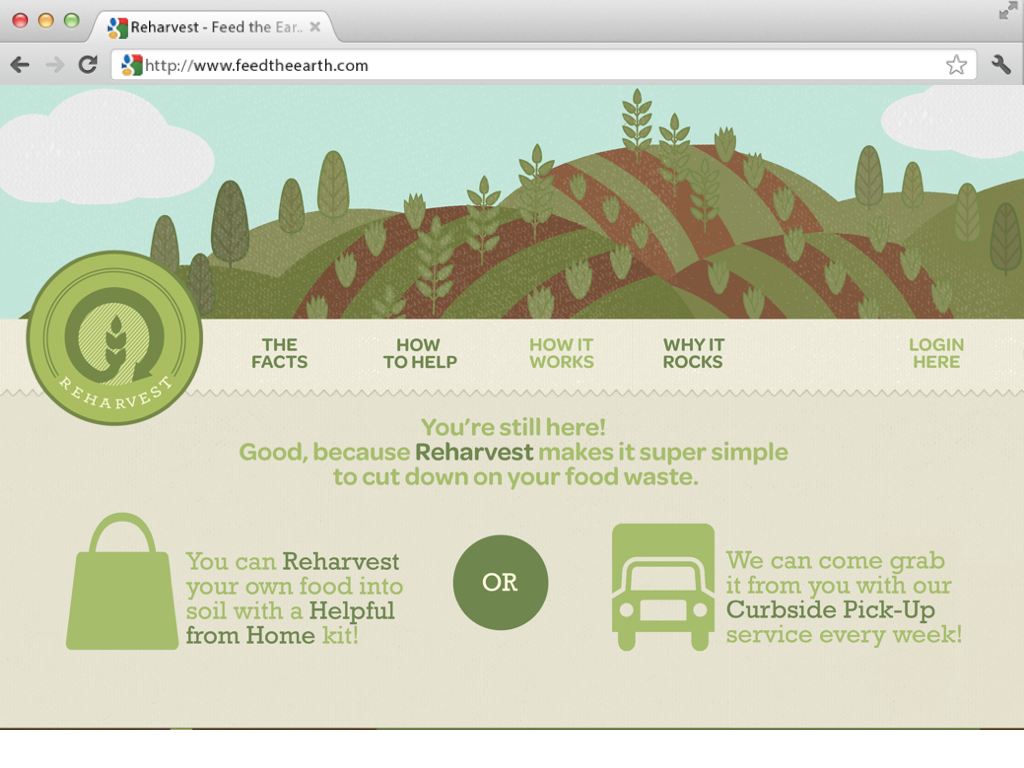 Reharvest - Feed the Ear..
http://www.feedtheearth.com
REHARVEST
THE
FACTS
HOW
TO HELP
HOW IT
WORKS
WHY IT
ROCKS
LOGIN
HERE
You're still here!
Good, because Reharvest makes it super simple
to cut down on your food waste.
You can Reharvest
your own food into
soil with a Helpful
from Home kit!
OR
We can come grab
it from you with our
Curbside Pick-Up
service every week!